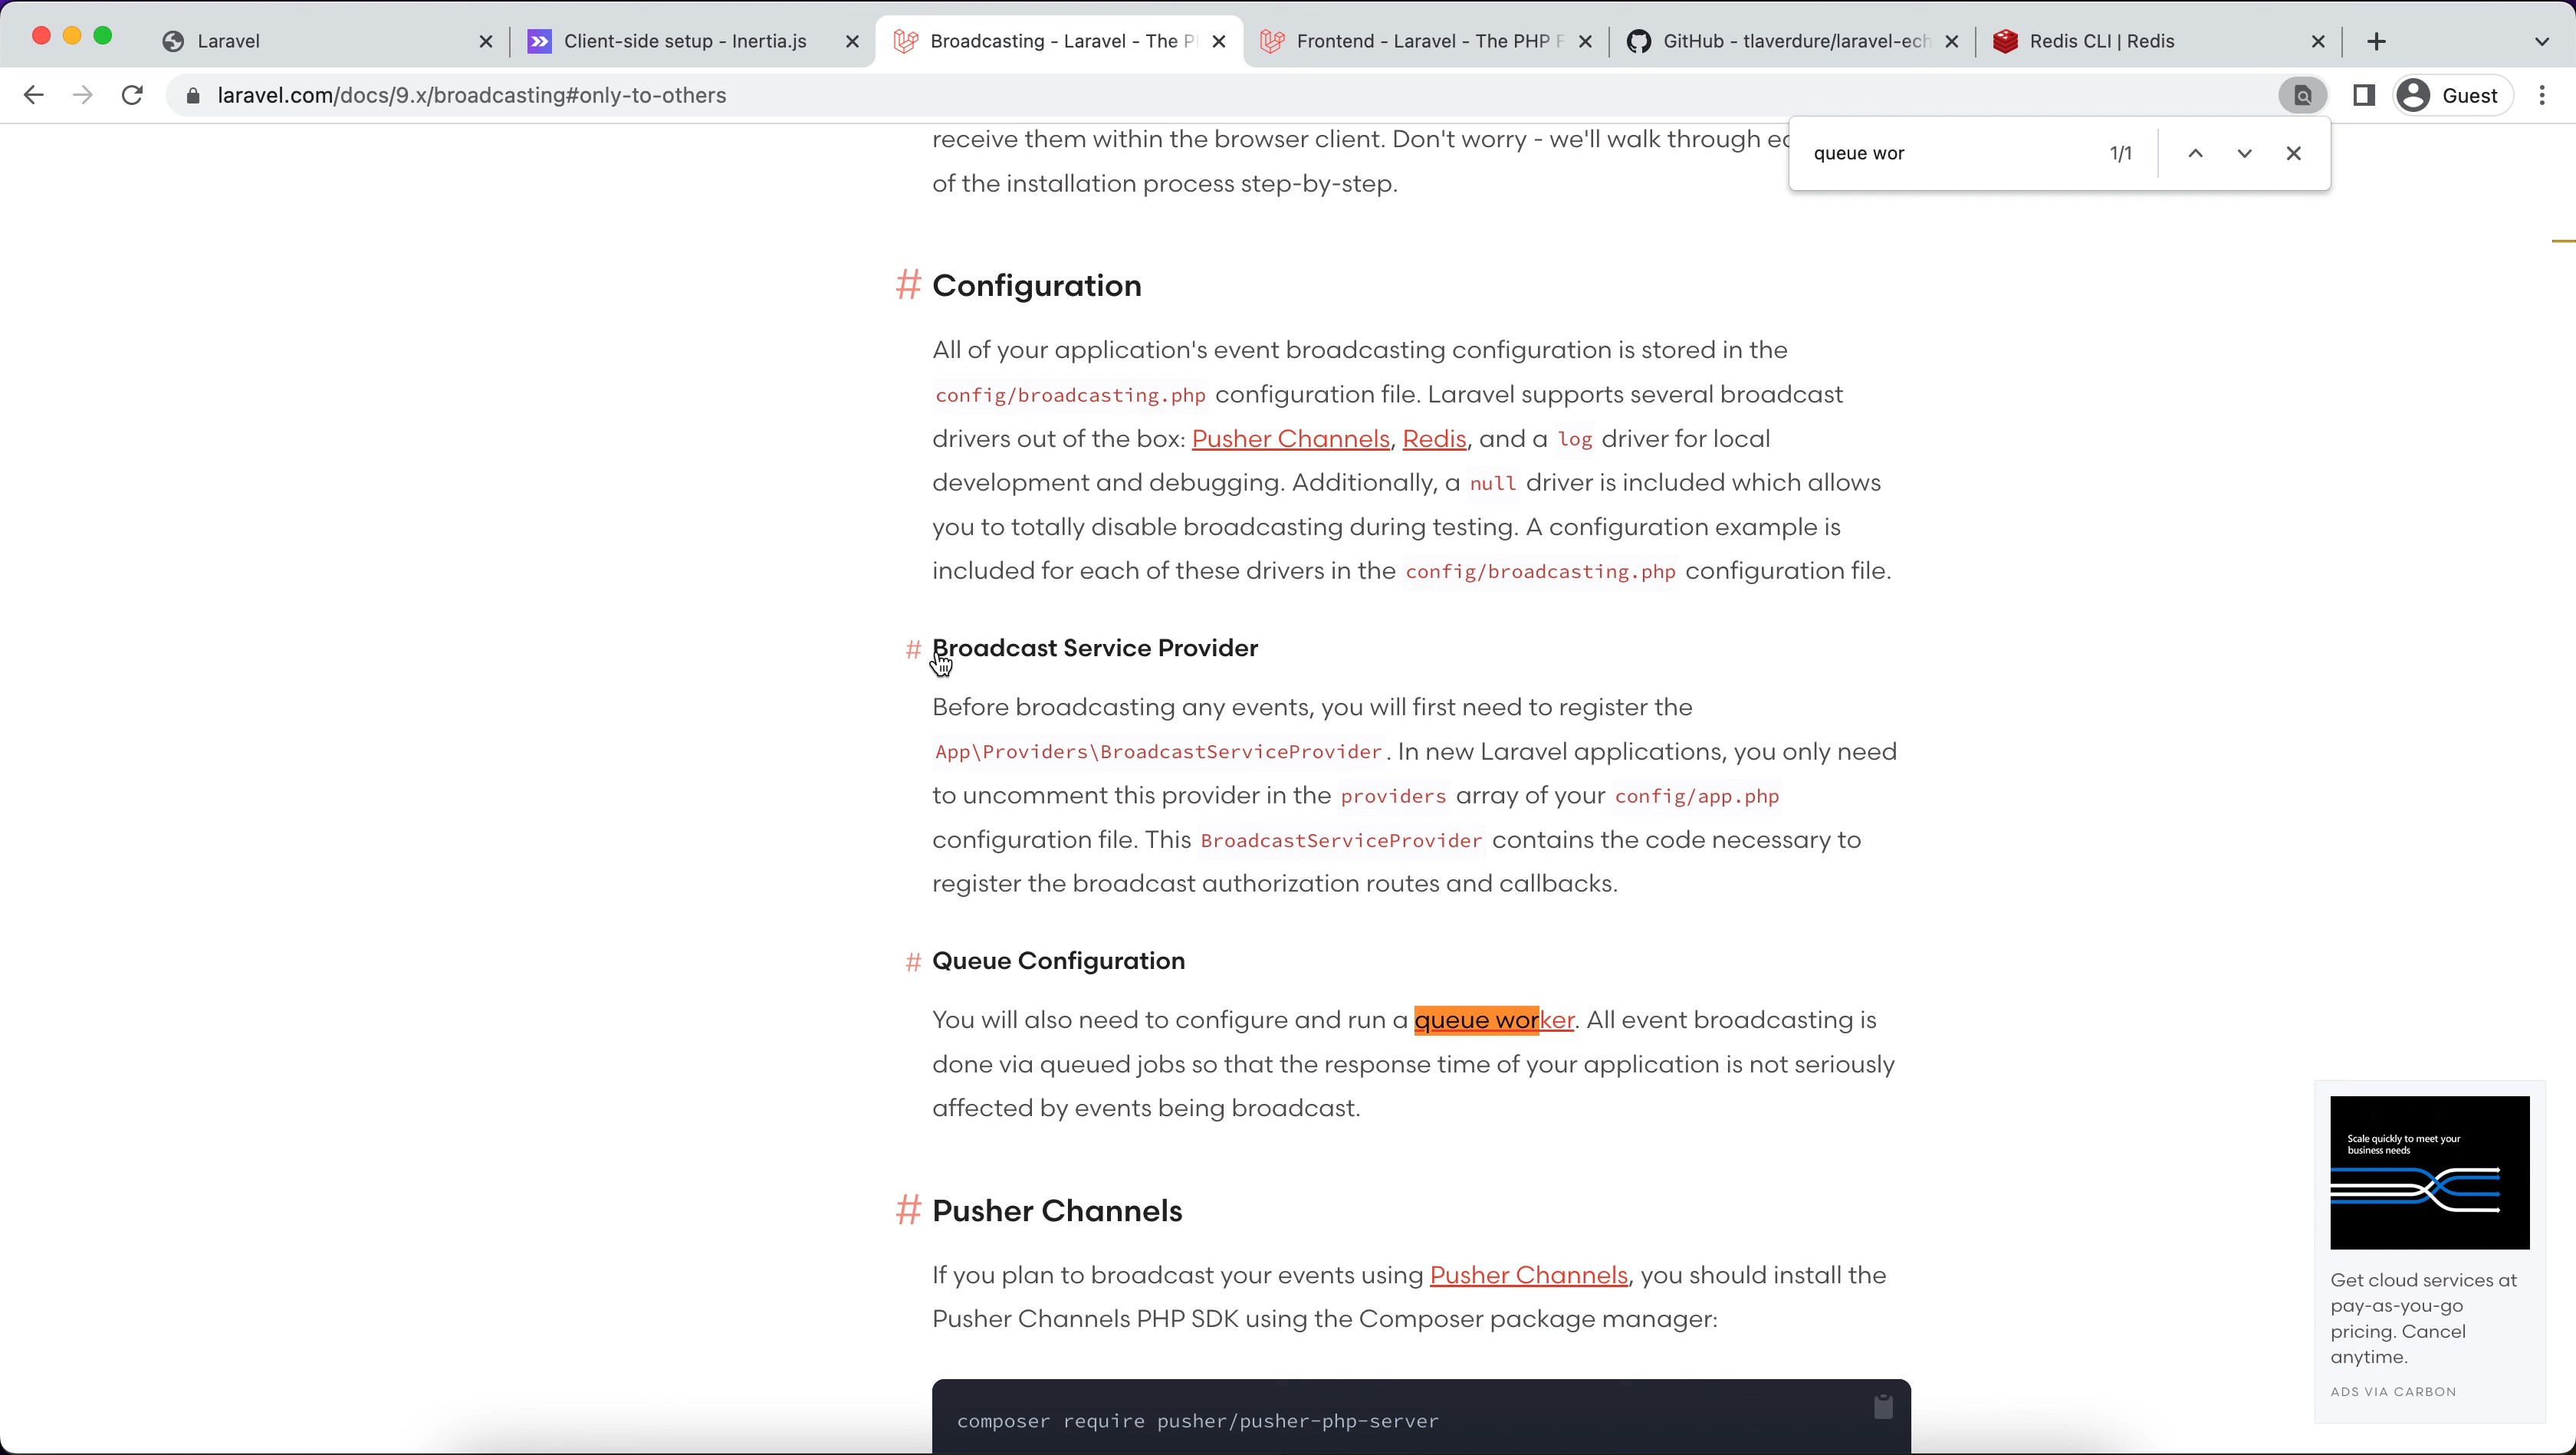 Laravel
Client-side setup - Inertia.js
Broadcasting - Laravel - The P
Frontend - Laravel - The PHP F
GitHub - tlaverdure/laravel-ech
Redis CLI | Redis
laravel.com/docs/9.x/broadcasting#only-to-others
Guest
queue wor
1/1
receive them within the browser client. Don't worry - we'll walk through
of the installation process step-by-step.
# Configuration
All of your application's event broadcasting configuration is stored in the
config/broadcasting.php configuration file. Laravel supports several broadcast
drivers out of the box: Pusher Channels, Redis, and a log driver for local
development and debugging. Additionally, a null driver is included which allows
you to totally disable broadcasting during testing. A configuration example is
included for each of these drivers in the config/broadcasting.php configuration file.
# Broadcast Service Provider
Before broadcasting any events, you will first need to register the
App\Providers\BroadcastServiceProvider. In new Laravel applications, you only need
to uncomment this provider in the providers array of your config/app.php
configuration file. This BroadcastServiceProvider contains the code necessary to
register the broadcast authorization routes and callbacks.
# Queue Configuration
You will also need to configure and run a queue worker. All event broadcasting is
done via queued jobs so that the response time of your application is not seriously
affected by events being broadcast.
# Pusher Channels
If you plan to broadcast your events using Pusher Channels, you should install the
Pusher Channels PHP SDK using the Composer package manager:
composer require pusher/pusher-php-server
Scale quickly to meet your
business needs
Get cloud services at
pay-as-you-go
pricing. Cancel
anytime.
ADS VIA CARBON